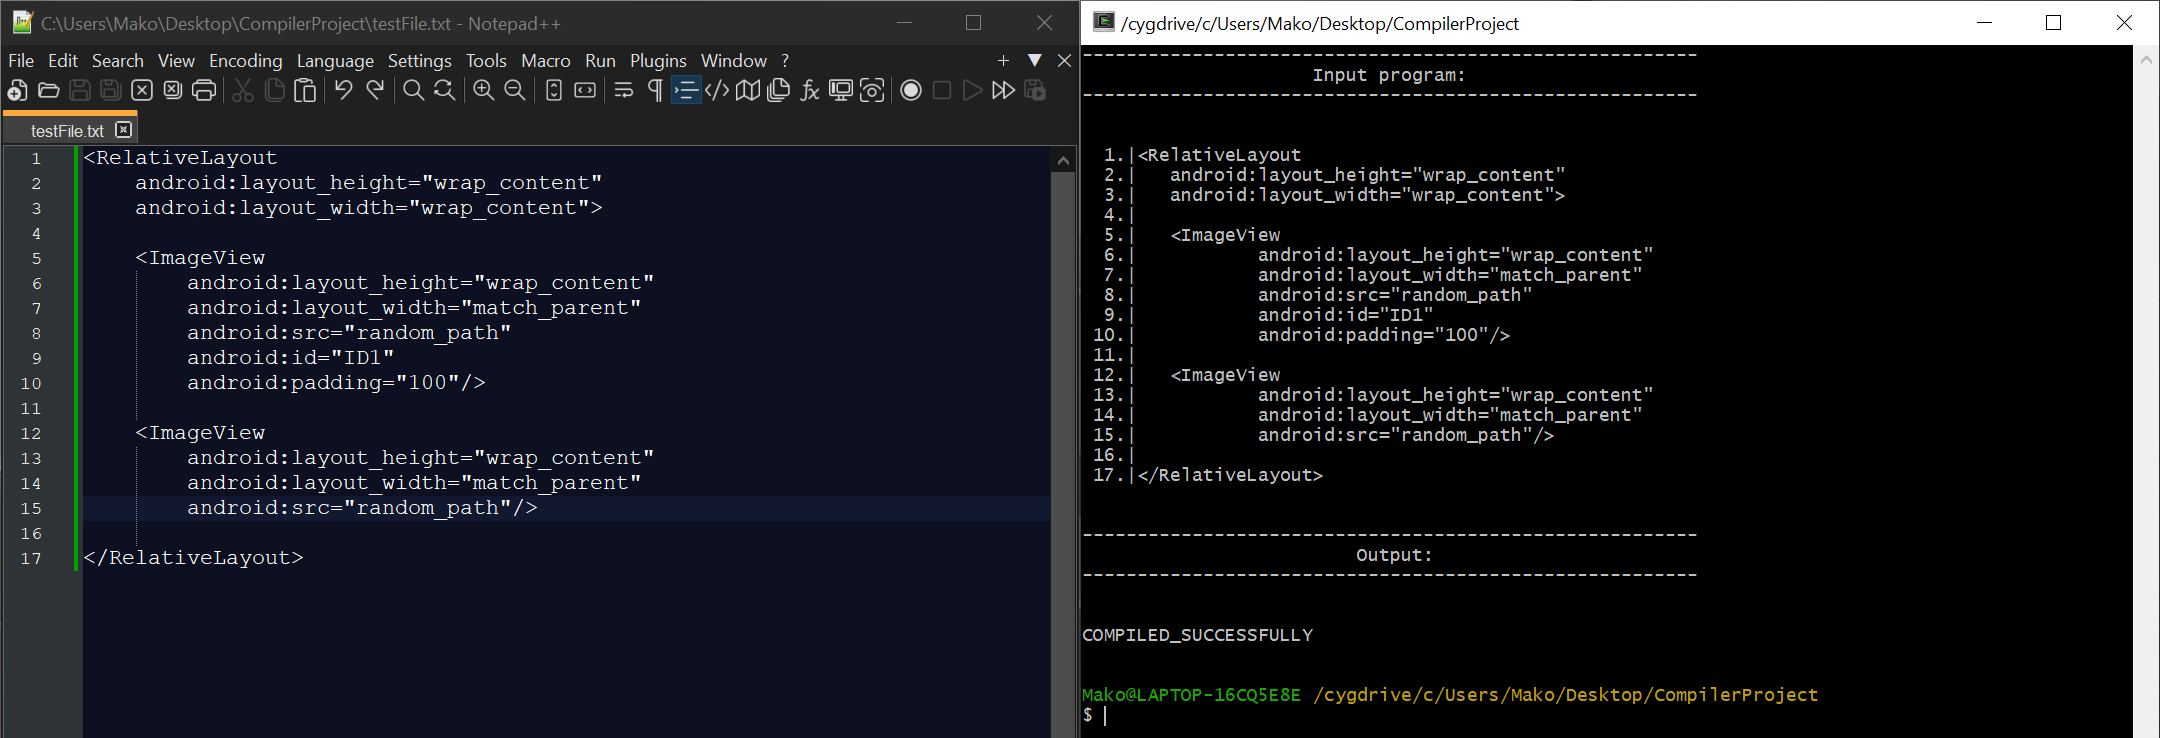 C:\Users\Mako\Desktop\CompilerProject\testFile.txt - Notepad++
File Edit Search View Encoding Language Settings Tools Macro Run Plugins Window ?
testFile.txt
1 <RelativeLayout
2     android:layout_height="wrap_content"
3     android:layout_width="wrap_content">
4
5     <ImageView
6         android:layout_height="wrap_content"
7         android:layout_width="match_parent"
8         android:src="random_path"
9         android:id="ID1"
10         android:padding="100"/>
11
12     <ImageView
13         android:layout_height="wrap_content"
14         android:layout_width="match_parent"
15         android:src="random_path"/>
16
17 </RelativeLayout>
/cygdrive/c/Users/Mako/Desktop/CompilerProject
--------------------------------------------------------
Input program:
--------------------------------------------------------
1.|<RelativeLayout
2.|   android:layout_height="wrap_content"
3.|   android:layout_width="wrap_content">
4.|
5.|   <ImageView
6.|           android:layout_height="wrap_content"
7.|           android:layout_width="match_parent"
8.|           android:src="random_path"
9.|           android:id="ID1"
10.|           android:padding="100"/>
11.|
12.|   <ImageView
13.|           android:layout_height="wrap_content"
14.|           android:layout_width="match_parent"
15.|           android:src="random_path"/>
16.|
17.|</RelativeLayout>
--------------------------------------------------------
Output:
--------------------------------------------------------
COMPILED_SUCCESSFULLY
Mako@LAPTOP-16CQ5E8E /cygdrive/c/Users/Mako/Desktop/CompilerProject
$